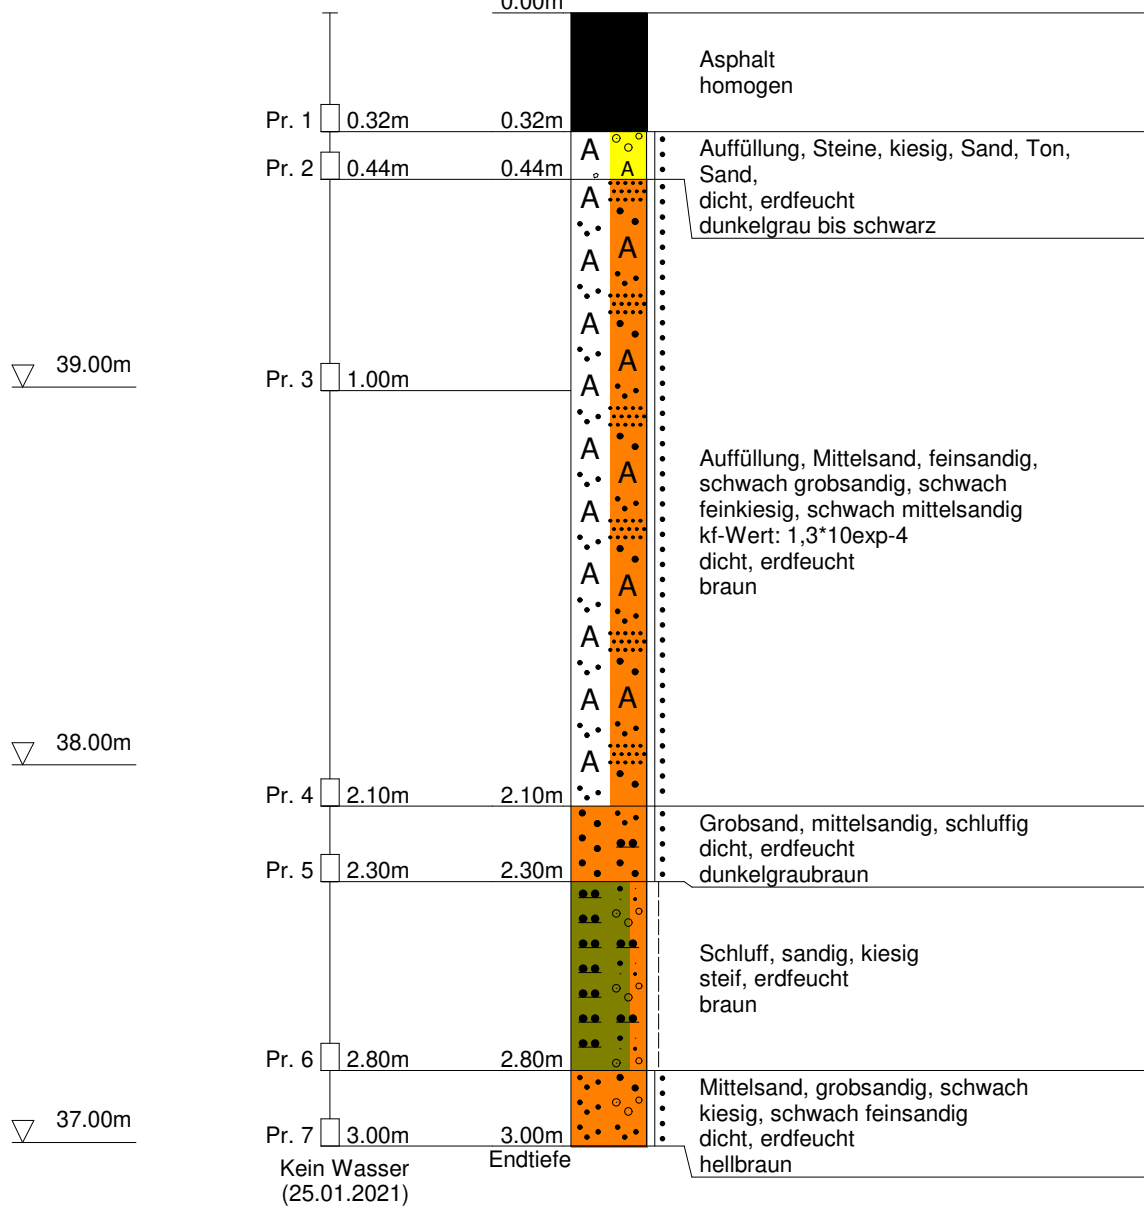 0.00m
Asphalt
homogen
Pr. 1 0.32m 0.32m
A
Auffüllung, Steine, kiesig, Sand, Ton,
Sand,
dicht, erdfeucht
dunkelgrau bis schwarz
Pr. 2 0.44m 0.44m A
A
A
A
A
39.00m
A
Pr. 3 1.00m
A
Auffüllung, Mittelsand, feinsandig,
schwach grobsandig, schwach
feinkiesig, schwach mittelsandig
kf-Wert: 1,3*10exp-4
dicht, erdfeucht
braun
A
A
A
A
A
A
A
A
A
38.00m
A
Pr. 4 2.10m 2.10m
Grobsand, mittelsandig, schluffig
dicht, erdfeucht
dunkelgraubraun
Pr. 5 2.30m 2.30m
Schluff, sandig, kiesig
steif, erdfeucht
braun
Pr. 6 2.80m 2.80m
Mittelsand, grobsandig, schwach
kiesig, schwach feinsandig
dicht, erdfeucht
hellbraun
37.00m
Pr. 7 3.00m 3.00m
Endtiefe
Kein Wasser
(25.01.2021)